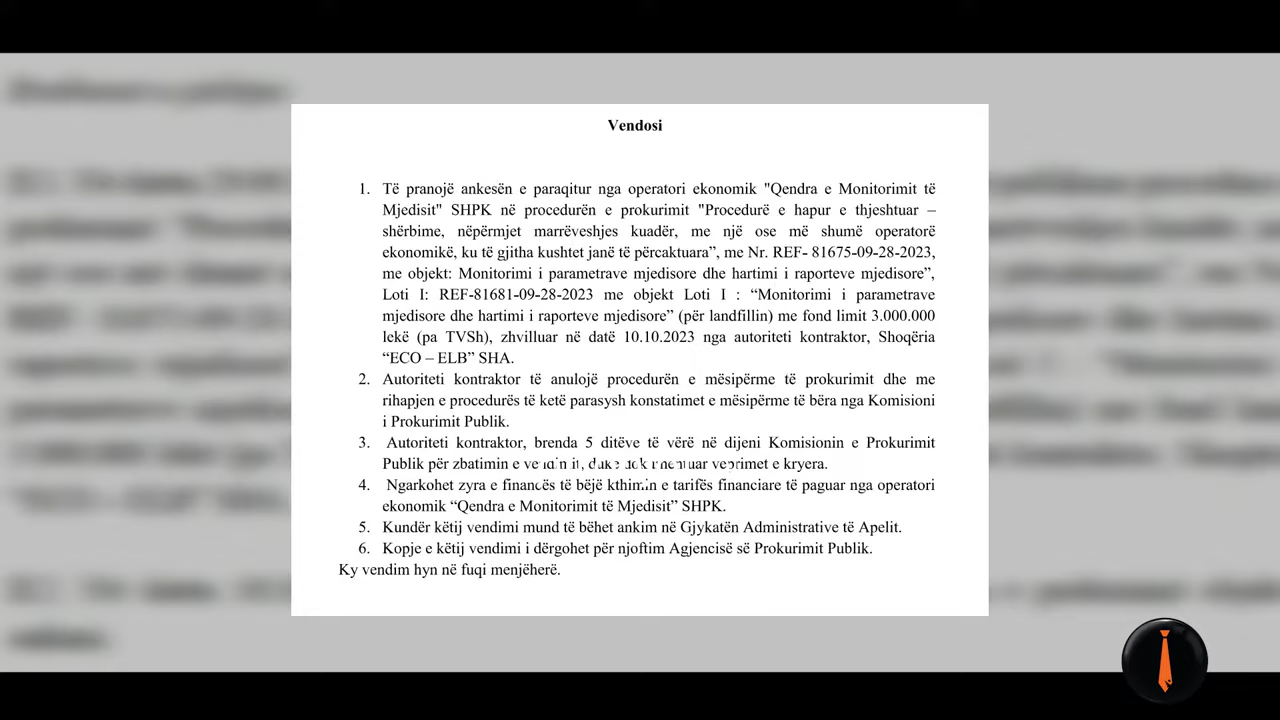 Vendosi
1. Të pranojë ankesën e paraqitur nga operatori ekonomik "Qendra e Monitorimit të
Mjedisit" SHPK në procedurën e prokurimit "Procedurë e hapur e thjeshtuar –
shërbime, nëpërmjet marrëveshjes kuadër, me një ose më shumë operatorë
ekonomikë, ku të gjitha kushtet janë të përcaktuara”, me Nr. REF- 81675-09-28-2023,
me objekt: Monitorimi i parametrave mjedisore dhe hartimi i raporteve mjedisore”,
Loti I: REF-81681-09-28-2023 me objekt Loti I : “Monitorimi i parametrave
mjedisore dhe hartimi i raporteve mjedisore” (për landfillin) me fond limit 3.000.000
lekë (pa TVSh), zhvilluar në datë 10.10.2023 nga autoriteti kontraktor, Shoqëria
“ECO – ELB” SHA.
2. Autoriteti kontraktor të anulojë procedurën e mësipërme të prokurimit dhe me
rihapjen e procedurës të ketë parasysh konstatimet e mësipërme të bëra nga Komisioni
i Prokurimit Publik.
3. Autoriteti kontraktor, brenda 5 ditëve të vërë në dijeni Komisionin e Prokurimit
Publik për zbatimin e veprimet e kryera.
4. Ngarkohet zyra e financës të bëjë kthimin e tarifës financiare të paguar nga operatori
ekonomik “Qendra e Monitorimit të Mjedisit” SHPK.
5. Kundër këtij vendimi mund të bëhet ankim në Gjykatën Administrative të Apelit.
6. Kopje e këtij vendimi i dërgohet për njoftim Agjencisë së Prokurimit Publik.
Ky vendim hyn në fuqi menjëherë.